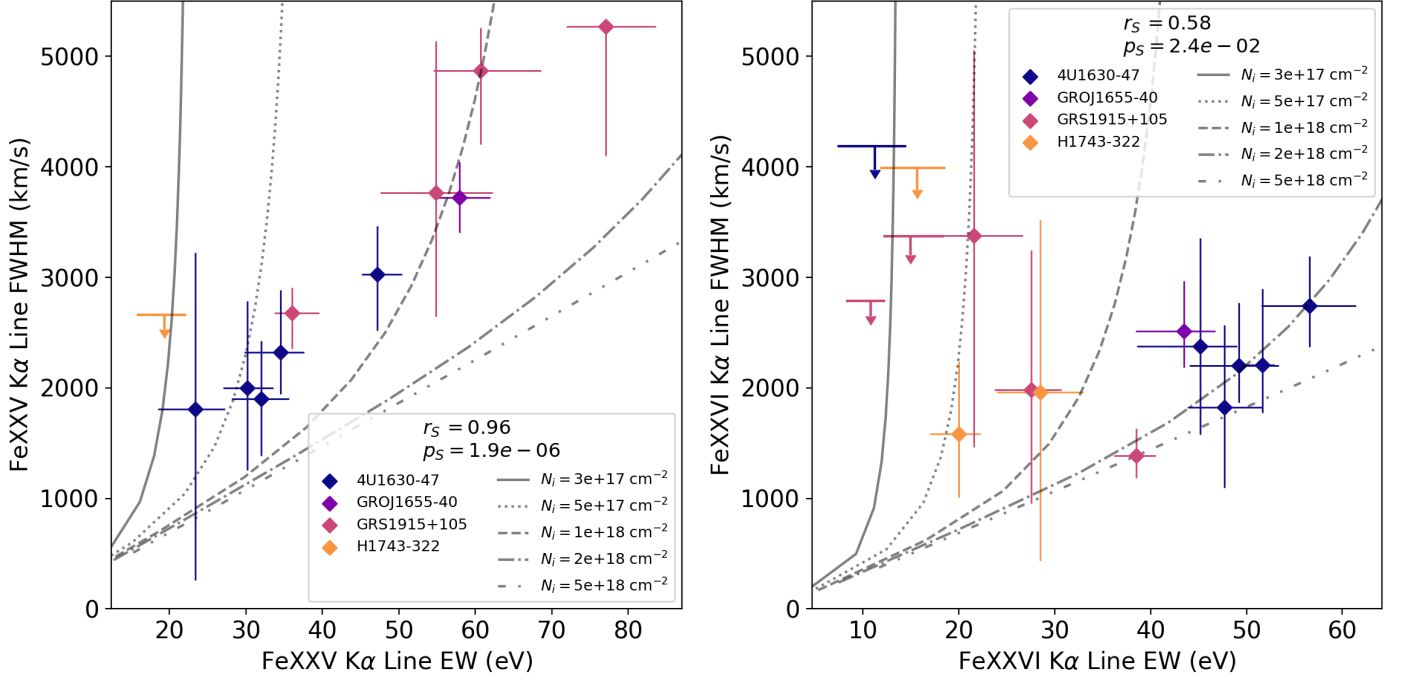 FeXXV Kα Line FWHM (km/s)
5000
4000
3000
2000
1000
0
r_S = 0.96
p_S = 1.9e − 06
4U1630-47
GROJ1655-40
GRS1915+105
H1743-322
N_i = 3e+17 cm⁻²
N_i = 5e+17 cm⁻²
N_i = 1e+18 cm⁻²
N_i = 2e+18 cm⁻²
N_i = 5e+18 cm⁻²
20 30 40 50 60 70 80
FeXXV Kα Line EW (eV)
FeXXVI Kα Line FWHM (km/s)
5000
4000
3000
2000
1000
0
r_S = 0.58
p_S = 2.4e − 02
4U1630-47
GROJ1655-40
GRS1915+105
H1743-322
N_i = 3e+17 cm⁻²
N_i = 5e+17 cm⁻²
N_i = 1e+18 cm⁻²
N_i = 2e+18 cm⁻²
N_i = 5e+18 cm⁻²
10 20 30 40 50 60
FeXXVI Kα Line EW (eV)